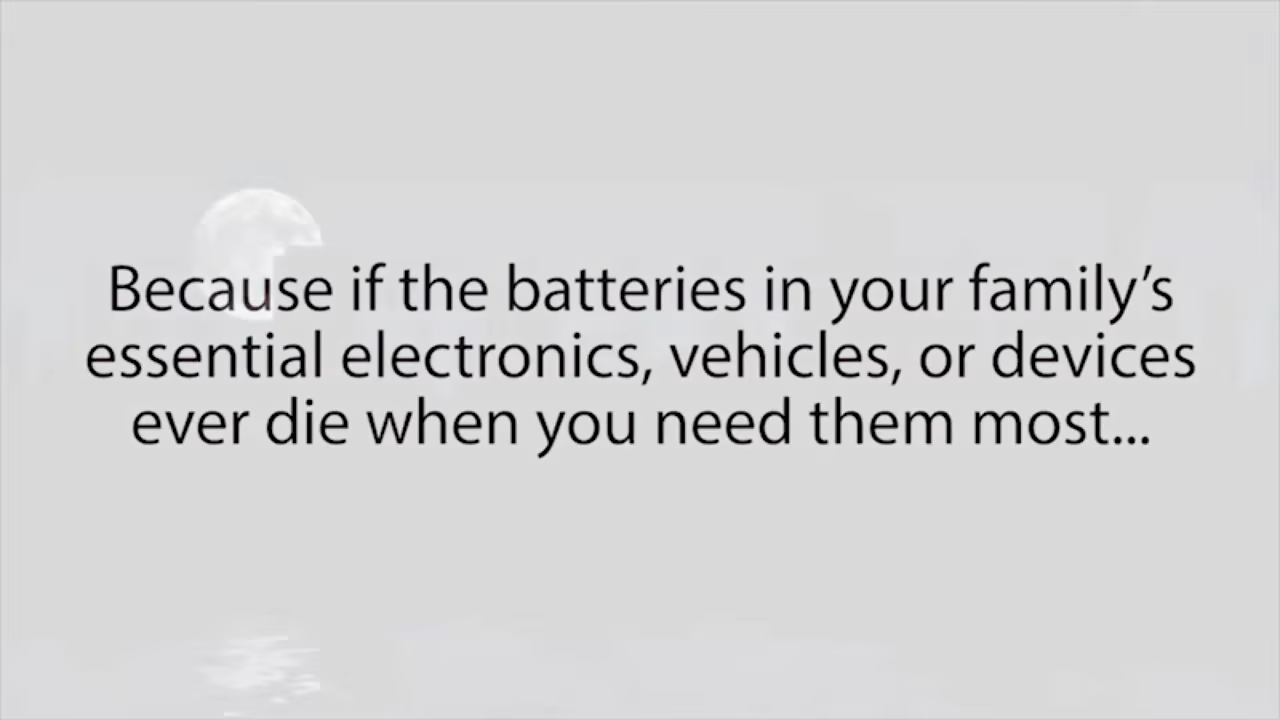 Because if the batteries in your family’s
essential electronics, vehicles, or devices
ever die when you need them most...